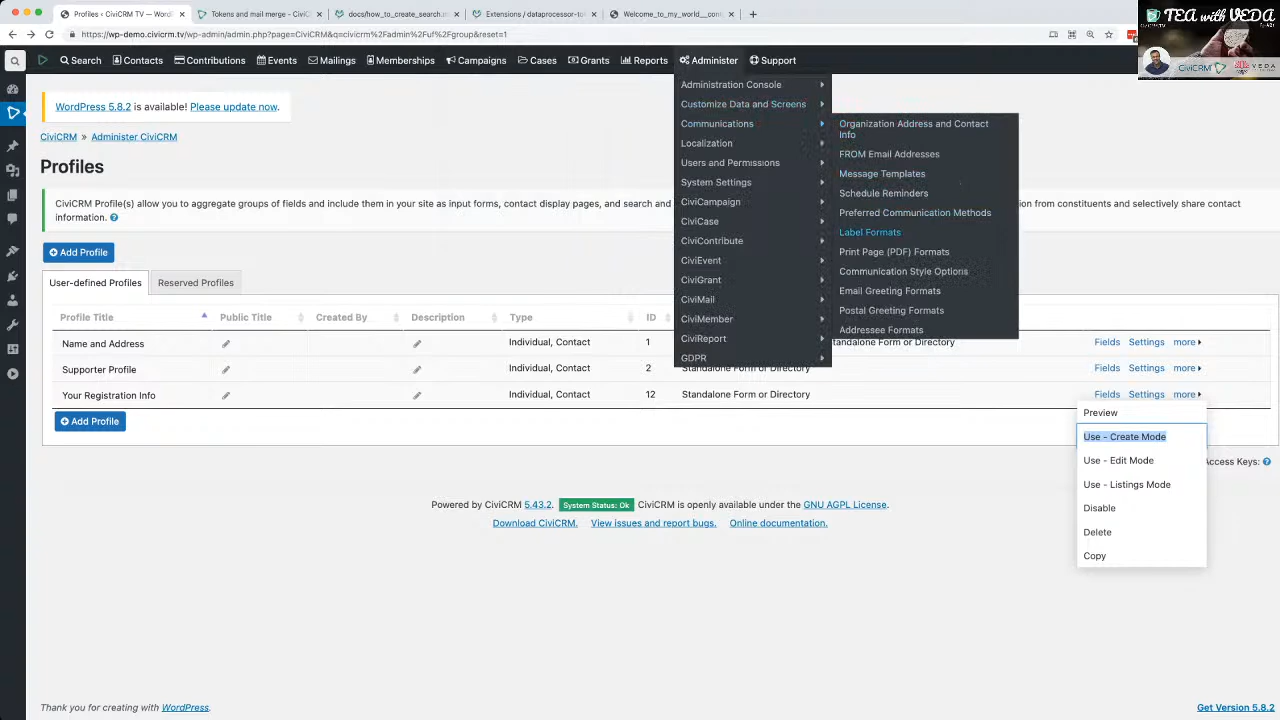 Profiles ‹ CiviCRM TV — WordPr
Tokens and mail merge - CiviC
docs/how_to_create_search.m
Extensions / dataprocessor-to
Welcome_to_my_world__con
TEA with VEDA
CiviCRM
VEDA
wp-demo.civicrm.tv/wp-admin/admin.php?page=CiviCRM&q=civicrm%2Fadmin%2Fuf%2Fgroup&reset=1
Search
Contacts
Contributions
Events
Mailings
Memberships
Campaigns
Cases
Grants
Reports
Administer
Support
WordPress 5.8.2 is available! Please update now.
CiviCRM » Administer CiviCRM
Profiles
CiviCRM Profile(s) allow you to aggregate groups of fields and include them in your site as input forms, contact display pages, and search and
ion from constituents and selectively share contact
information.
Add Profile
User-defined Profiles
Reserved Profiles
Profile Title
Public Title
Created By
Description
Type
ID
Name and Address
Individual, Contact
1
tandalone Form or Directory
Fields
Settings
more
Supporter Profile
Individual, Contact
2
Standalone Form or Directory
Fields
Settings
more
Your Registration Info
Individual, Contact
12
Standalone Form or Directory
Fields
Settings
more
Add Profile
Administration Console
Customize Data and Screens
Communications
Localization
Users and Permissions
System Settings
CiviCampaign
CiviCase
CiviContribute
CiviEvent
CiviGrant
CiviMail
CiviMember
CiviReport
GDPR
Organization Address and Contact
Info
FROM Email Addresses
Message Templates
Schedule Reminders
Preferred Communication Methods
Label Formats
Print Page (PDF) Formats
Communication Style Options
Email Greeting Formats
Postal Greeting Formats
Addressee Formats
Preview
Use - Create Mode
Use - Edit Mode
Use - Listings Mode
Disable
Delete
Copy
Access Keys:
Powered by CiviCRM 5.43.2. System Status: Ok CiviCRM is openly available under the GNU AGPL License.
Download CiviCRM. View issues and report bugs. Online documentation.
Thank you for creating with WordPress.
Get Version 5.8.2